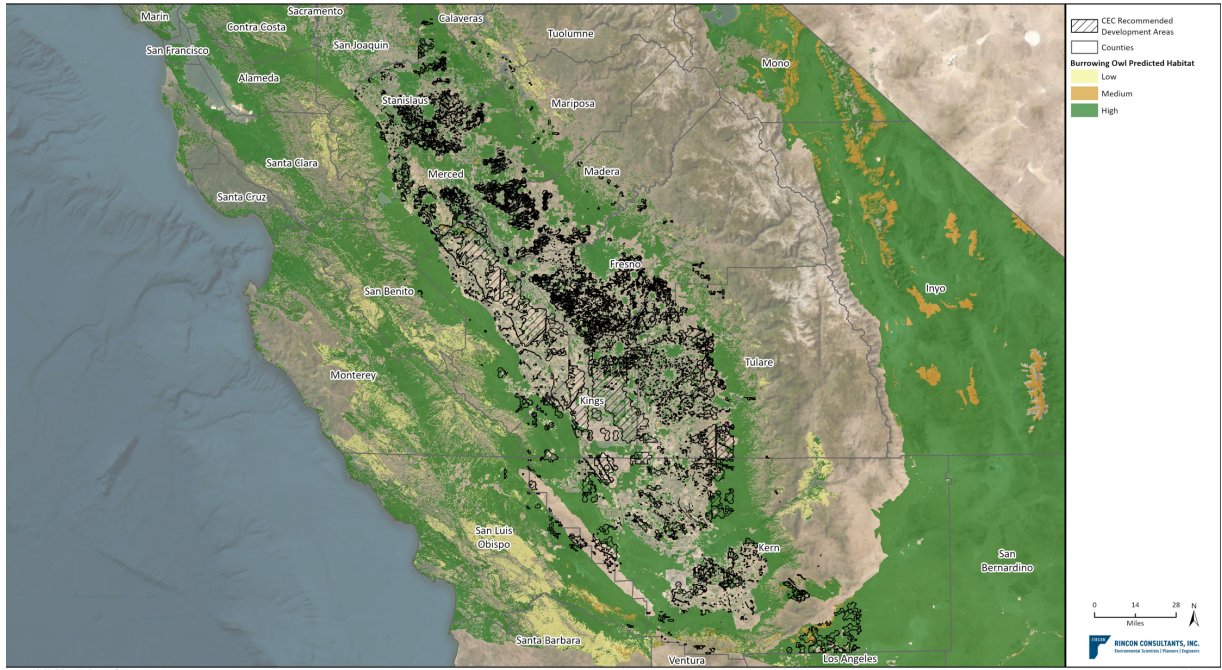 Marin
Sacramento
Calaveras
Contra Costa
Tuolumne
San Joaquin
San Francisco
Mono
Alameda
Stanislaus
Mariposa
Santa Clara
Merced
Madera
Santa Cruz
Fresno
San Benito
Inyo
Tulare
Monterey
Kings
San Luis
Obispo
Kern
San
Bernardino
Santa Barbara
Ventura
Los Angeles
CEC Recommended
Development Areas
Counties
Burrowing Owl Predicted Habitat
Low
Medium
High
0 14 28
Miles
N
RINCON CONSULTANTS, INC.
Environmental Scientists | Planners | Engineers